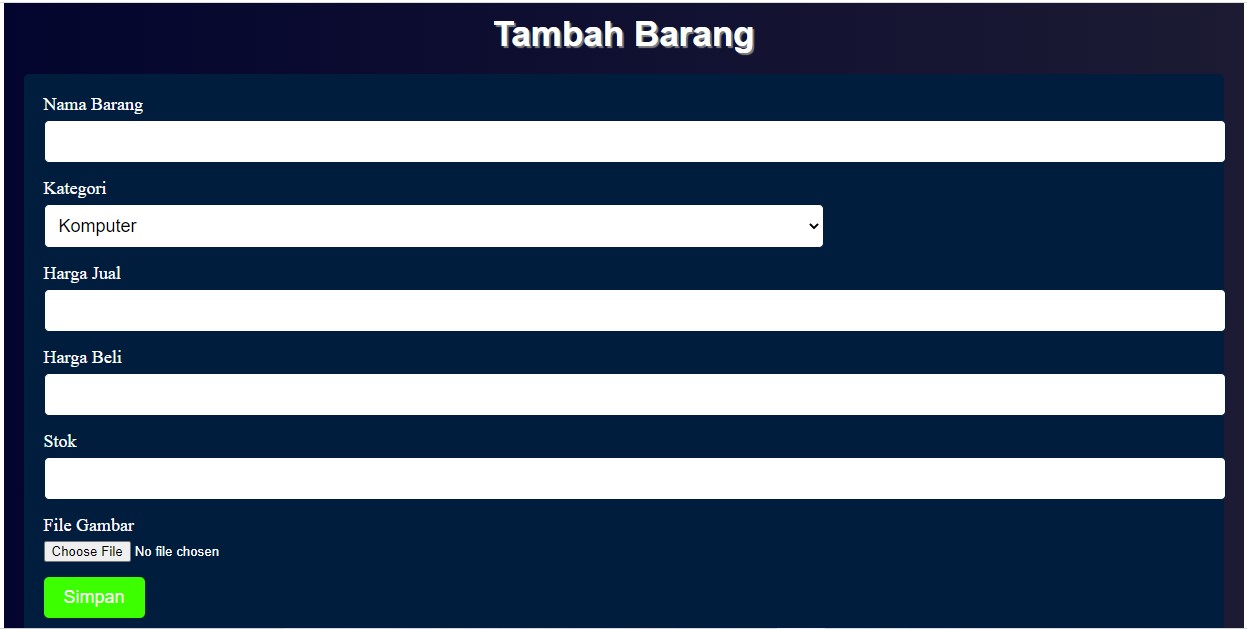 Tambah Barang
Nama Barang
Kategori
Komputer
Harga Jual
Harga Beli
Stok
File Gambar
Choose File No file chosen
Simpan